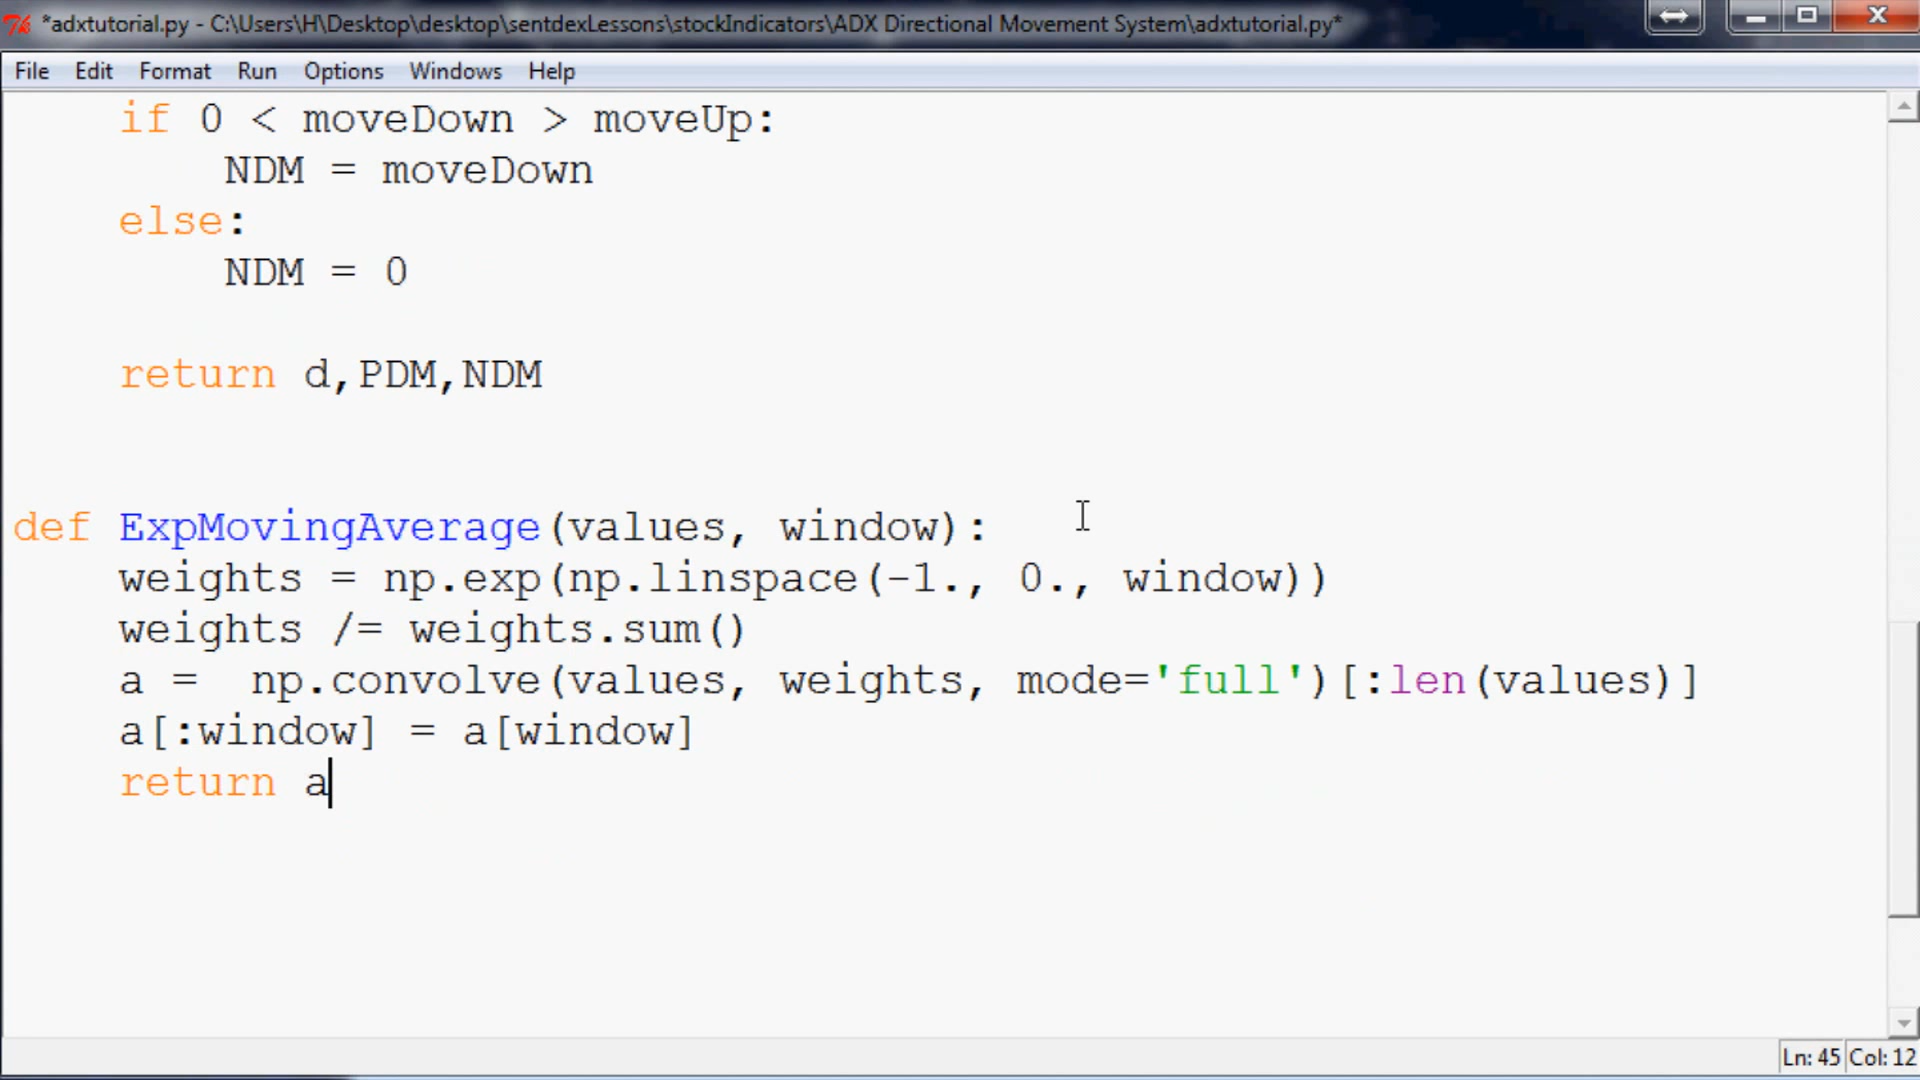 *adxtutorial.py - C:\Users\H\Desktop\desktop\sentdexLessons\stockIndicators\ADX Directional Movement System\adxtutorial.py*
File Edit Format Run Options Windows Help
    if 0 < moveDown > moveUp:
        NDM = moveDown
    else:
        NDM = 0
    return d,PDM,NDM
def ExpMovingAverage(values, window):
    weights = np.exp(np.linspace(-1., 0., window))
    weights /= weights.sum()
    a =  np.convolve(values, weights, mode='full')[:len(values)]
    a[:window] = a[window]
    return a
Ln: 45 Col: 12